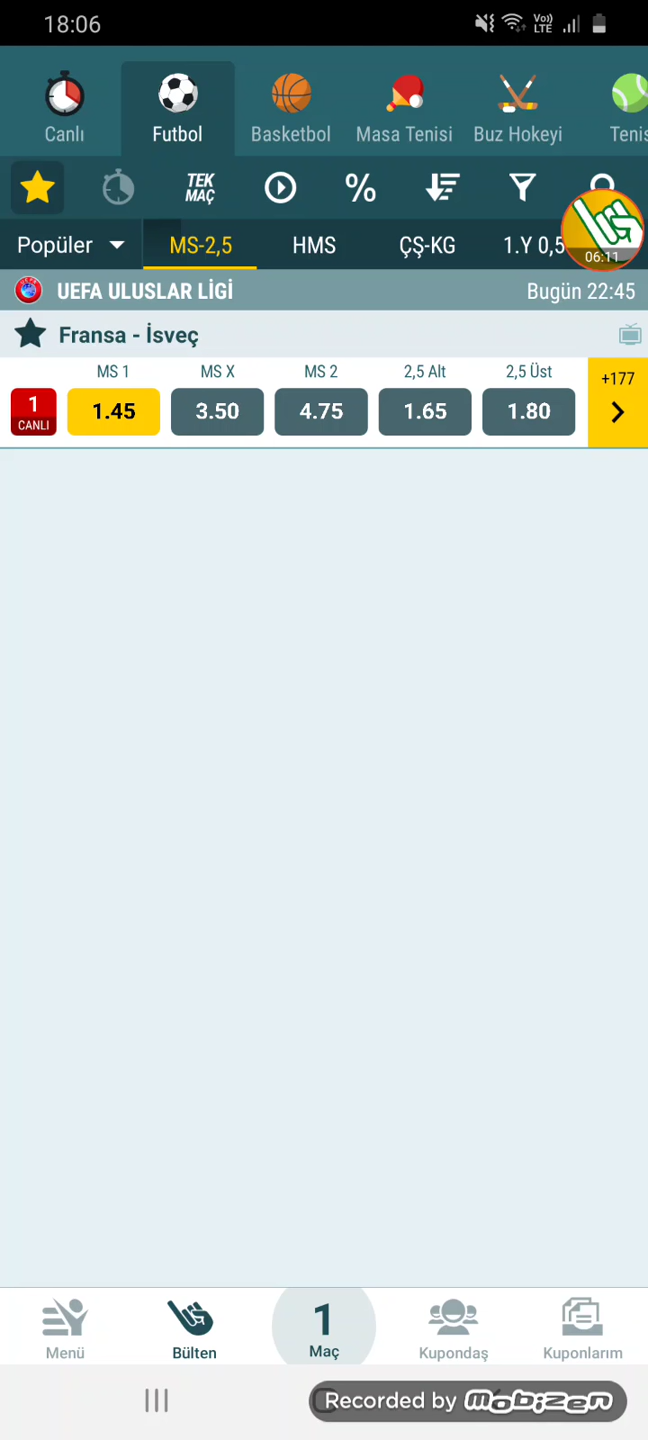 18:06
Vo)) LTE
Canlı
Futbol
Basketbol
Masa Tenisi
Buz Hokeyi
Tenis
TEK MAÇ
%
06:11
Popüler
MS-2,5
HMS
ÇŞ-KG
1.Y 0,5
UEFA ULUSLAR LİGİ
Bugün 22:45
Fransa - İsveç
MS 1
MS X
MS 2
2,5 Alt
2,5 Üst
+177
1
CANLI
1.45
3.50
4.75
1.65
1.80
Menü
Bülten
1
Maç
Kupondaş
Kuponlarım
Recorded by mobizen